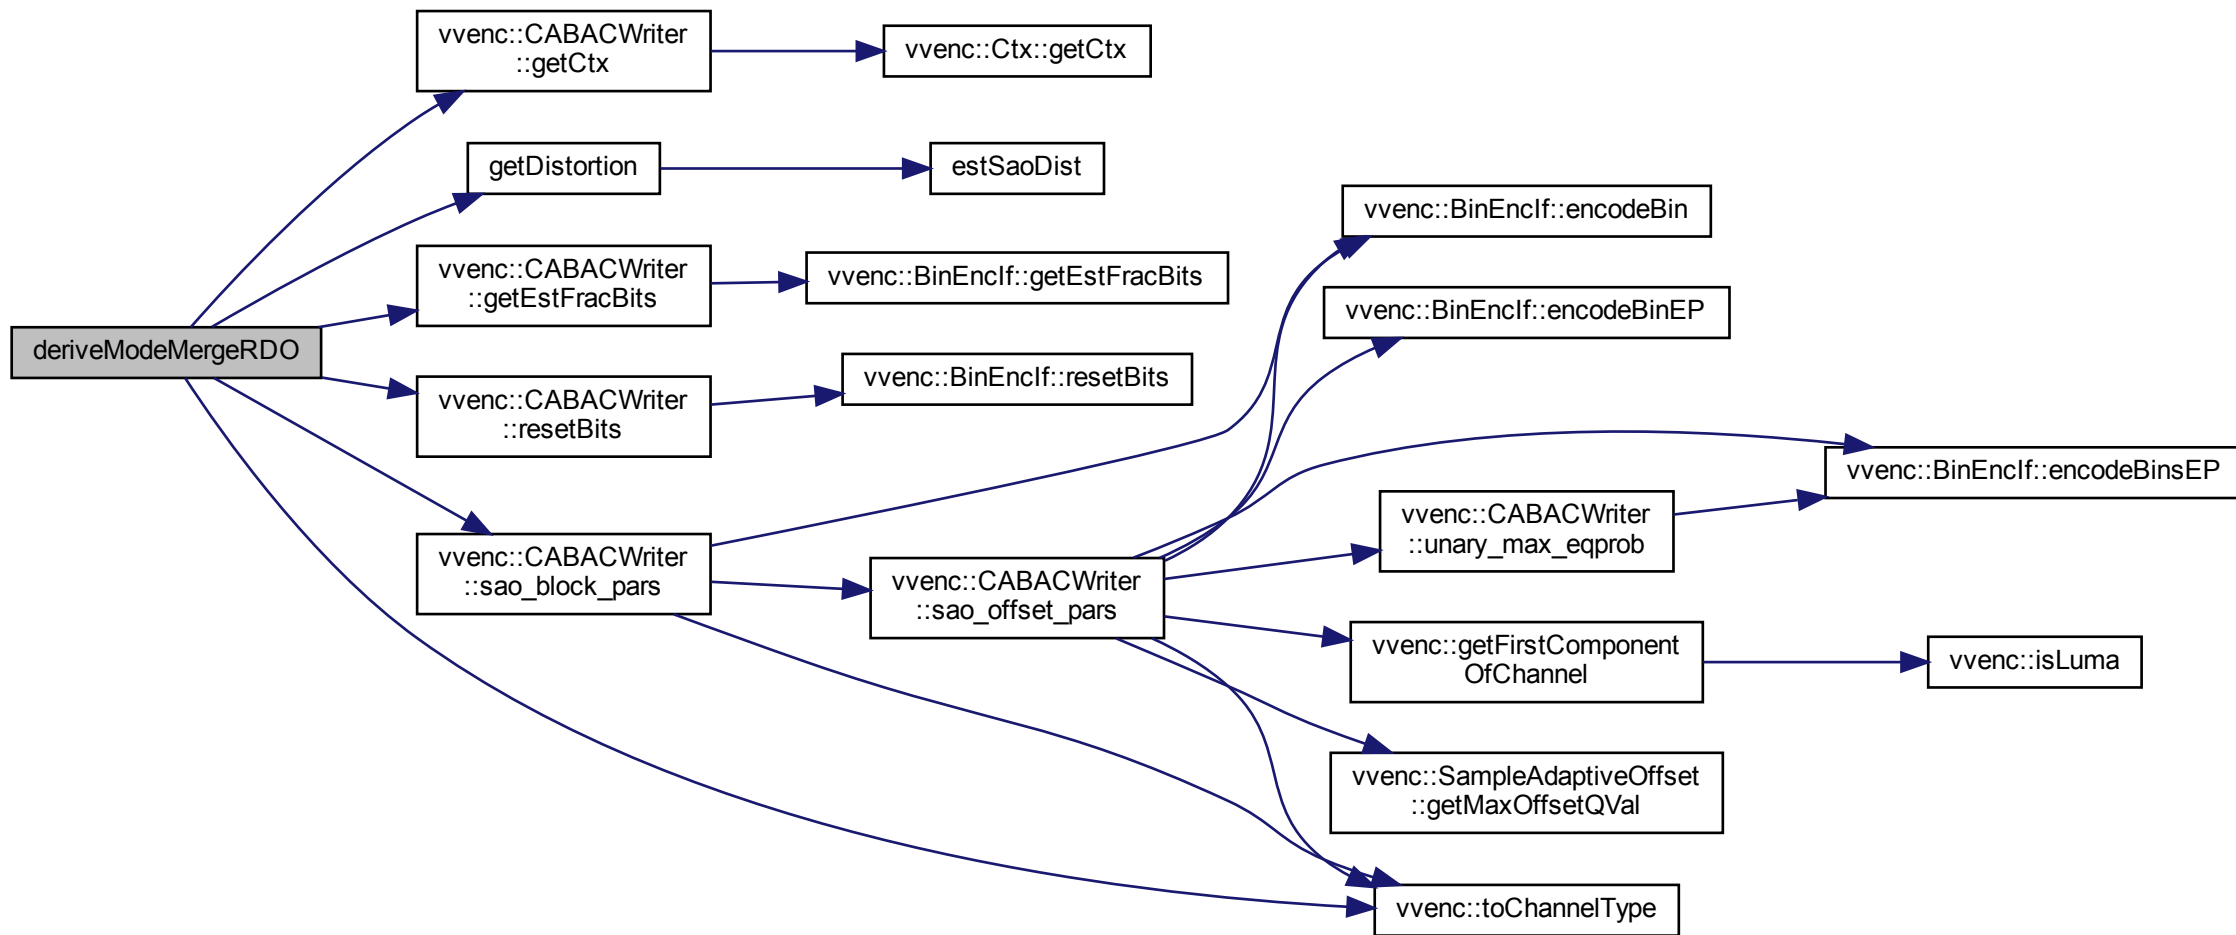 vvenc::CABACWriter
::getCtx
vvenc::Ctx::getCtx
getDistortion
estSaoDist
vvenc::BinEncIf::encodeBin
vvenc::CABACWriter
::getEstFracBits
vvenc::BinEncIf::getEstFracBits
vvenc::BinEncIf::encodeBinEP
deriveModeMergeRDO
vvenc::CABACWriter
::resetBits
vvenc::BinEncIf::resetBits
vvenc::BinEncIf::encodeBinsEP
vvenc::CABACWriter
::unary_max_eqprob
vvenc::CABACWriter
::sao_block_pars
vvenc::CABACWriter
::sao_offset_pars
vvenc::getFirstComponent
OfChannel
vvenc::isLuma
vvenc::SampleAdaptiveOffset
::getMaxOffsetQVal
vvenc::toChannelType